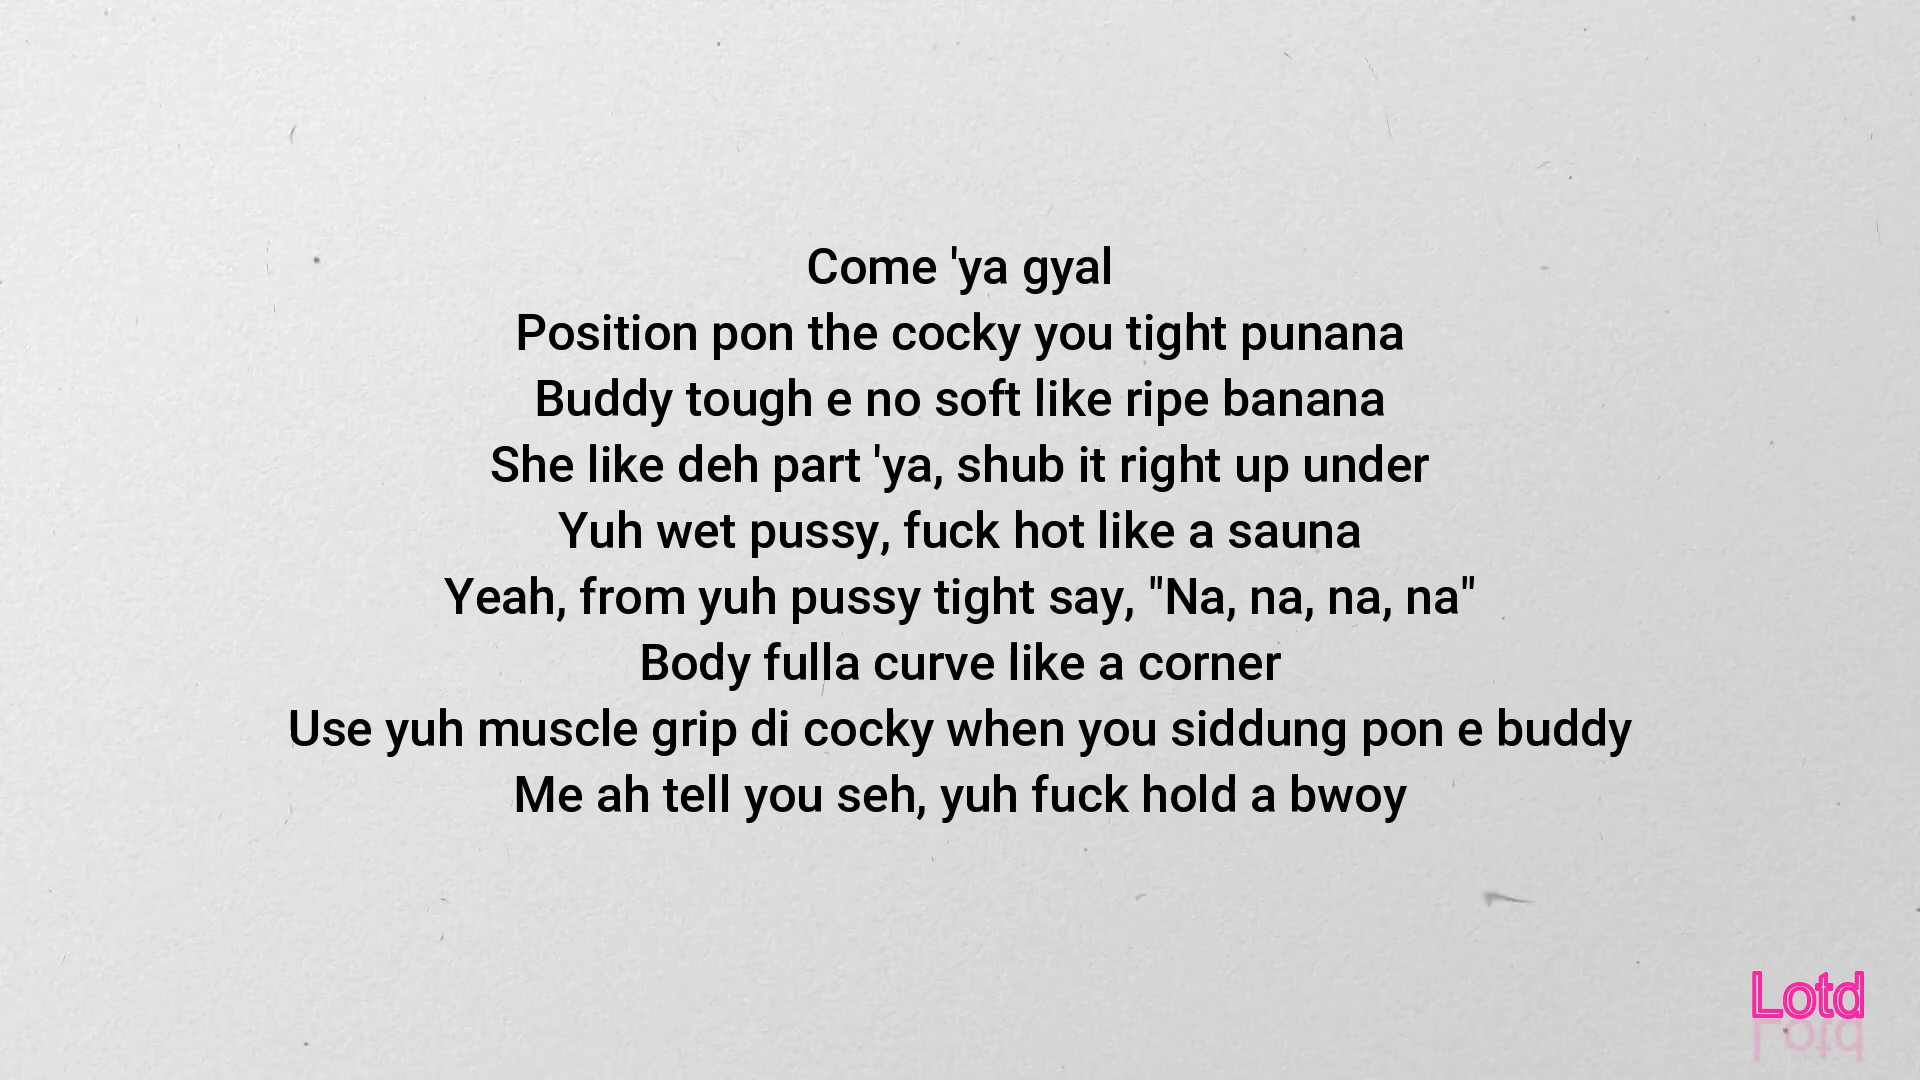 Come 'ya gyal
Position pon the cocky you tight punana
Buddy tough e no soft like ripe banana
She like deh part 'ya, shub it right up under
Yuh wet pussy, fuck hot like a sauna
Yeah, from yuh pussy tight say, "Na, na, na, na"
Body fulla curve like a corner
Use yuh muscle grip di cocky when you siddung pon e buddy
Me ah tell you seh, yuh fuck hold a bwoy
Lotd